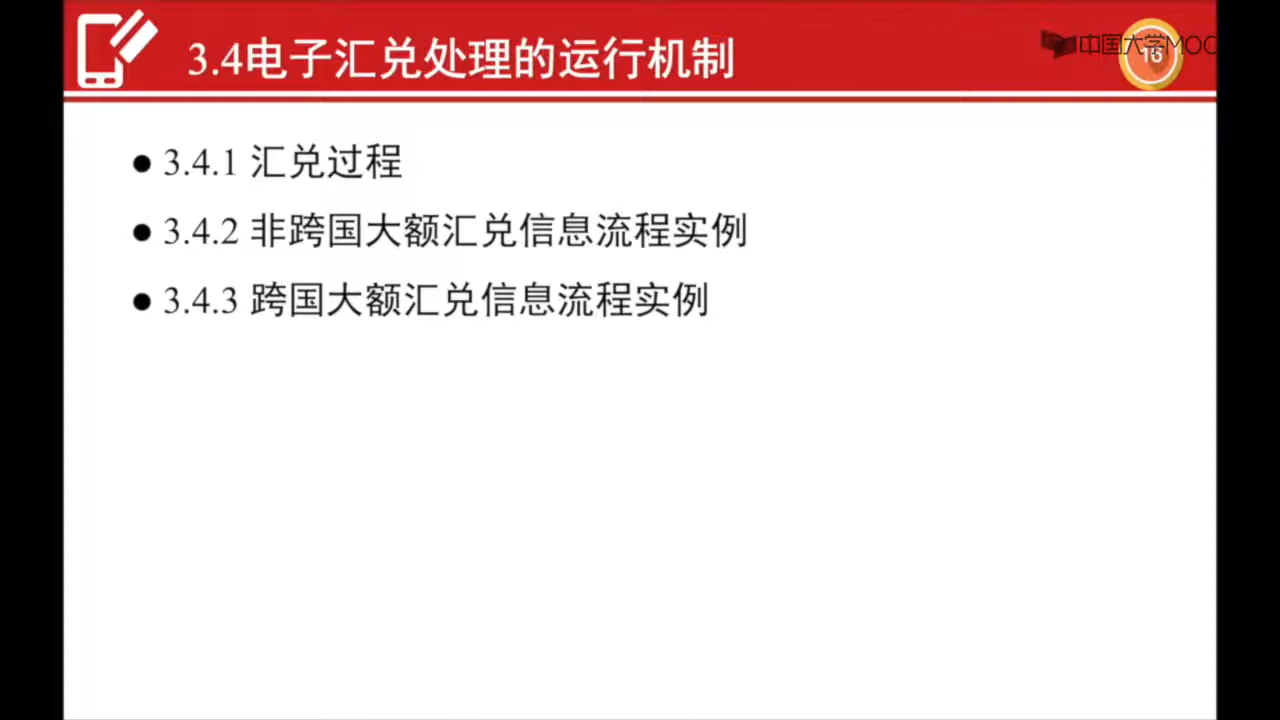 3.4电子汇兑处理的运行机制
中国大学MOOC
16
● 3.4.1 汇兑过程
● 3.4.2 非跨国大额汇兑信息流程实例
● 3.4.3 跨国大额汇兑信息流程实例